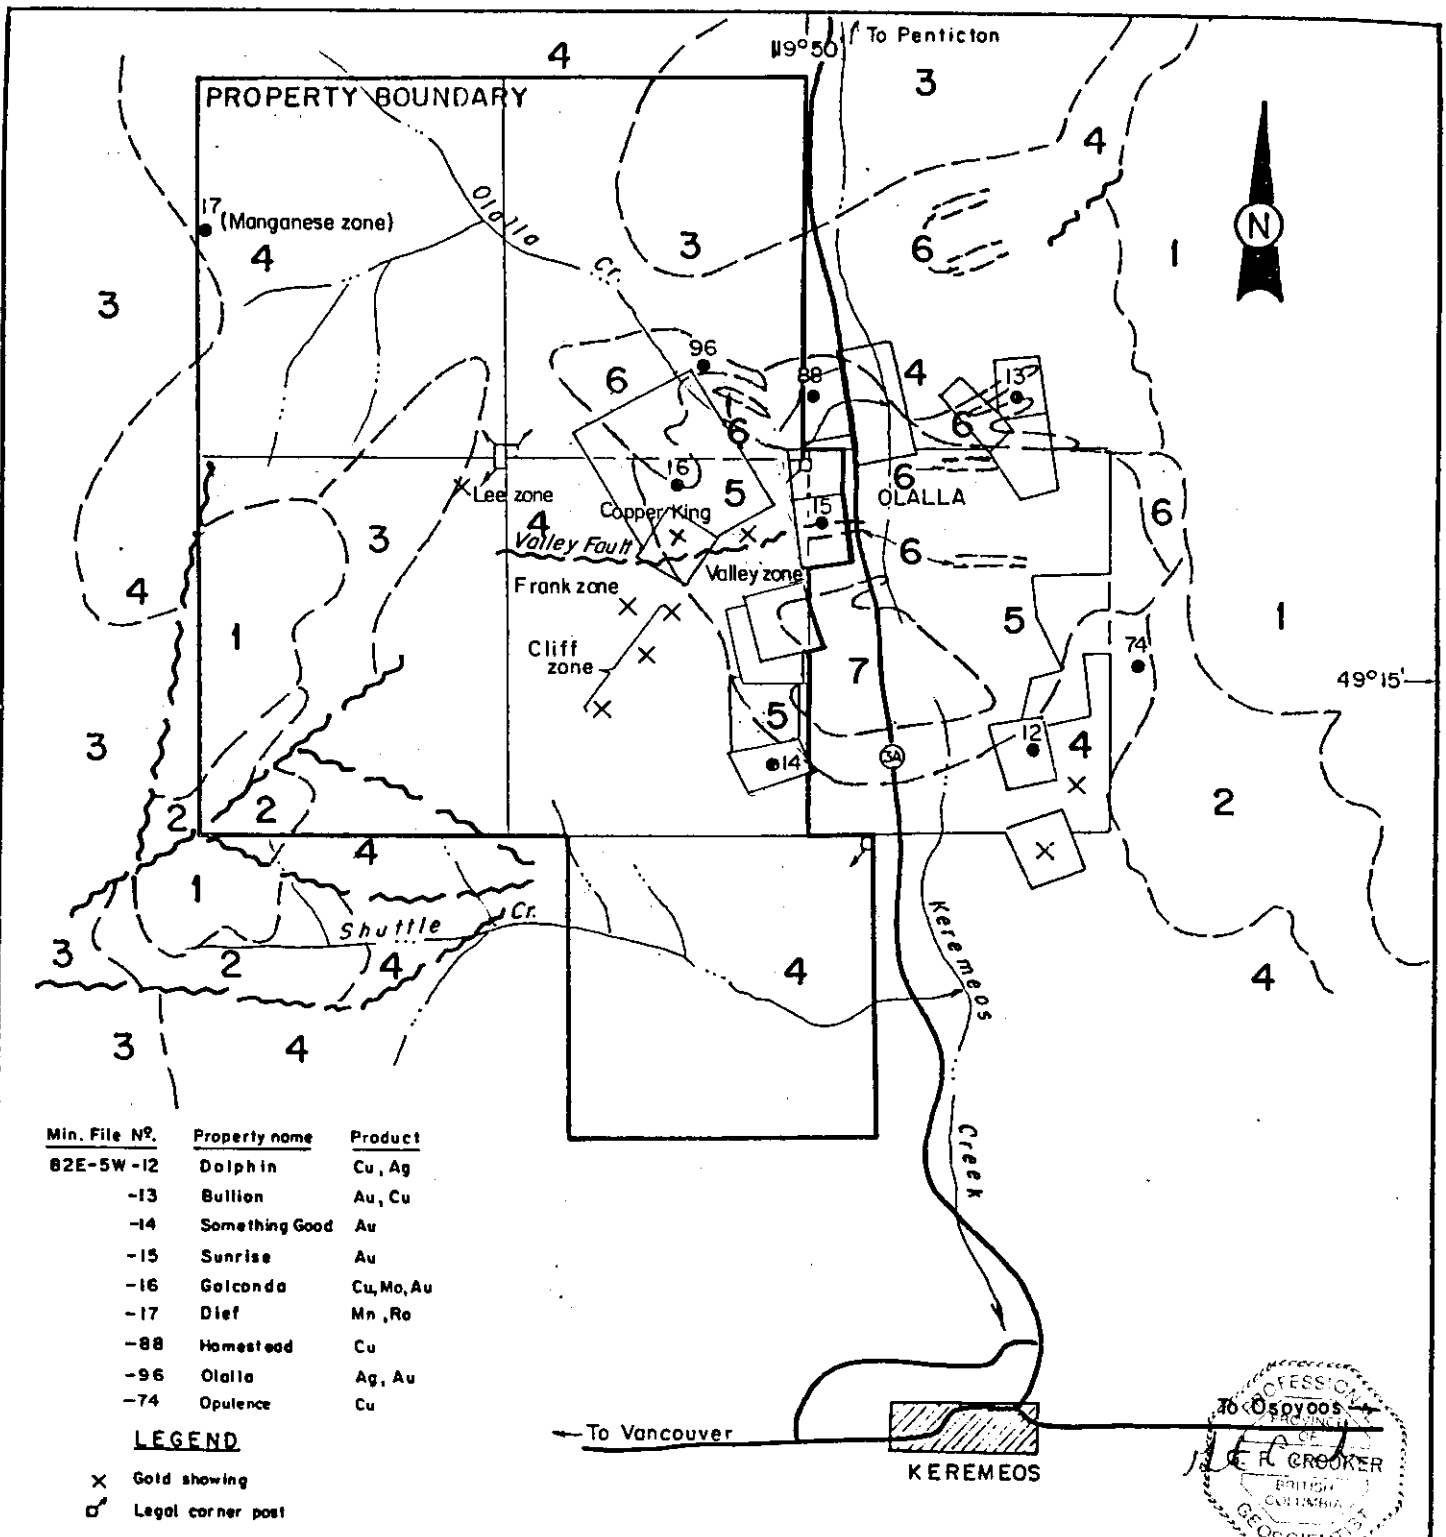 4
119°50'
To Penticton
3
PROPERTY BOUNDARY
4
Olalla Cr.
17
(Manganese zone)
4
3
6
1
N
3
96
6
88
4
13
6
6
16
5
6
OLALLA
Lee zone
Copper King
15
4
3
Valley Fault
6
6
Valley zone
Frank zone
4
1
Cliff
zone
5
1
74
7
49°15'
3
5
12
4
3A
14
2
2
2
4
1
Shuttle Cr.
3
2
4
4
4
Keremeos Creek
3
4
Min. File Nº. Property name Product
82E-5W-12 Dolphin Cu, Ag
-13 Bullion Au, Cu
-14 Something Good Au
-15 Sunrise Au
-16 Golconda Cu, Mo, Au
-17 Dief Mn, Ro
-88 Homestead Cu
-96 Olalla Ag, Au
-74 Opulence Cu
LEGEND
Gold showing
Legal corner post
To Vancouver
KEREMEOS
To Osoyoos
PROVINCE
OF
CROOKER
BRITISH
COLUMBIA